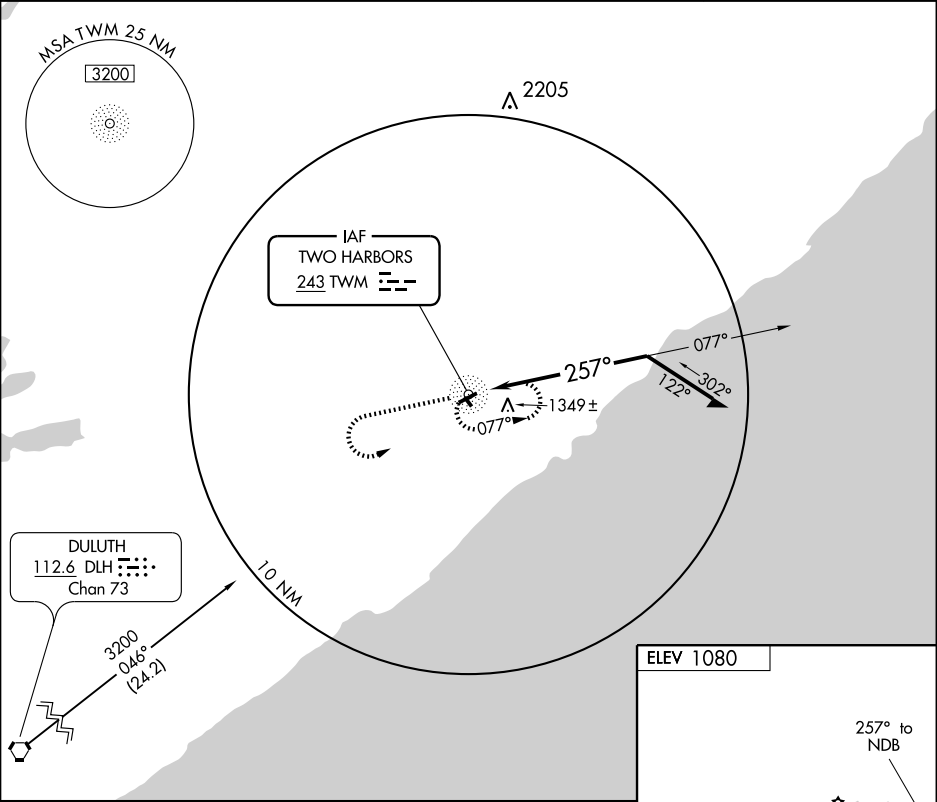 MSA TWM 25 NM
3200
2205
IAF
TWO HARBORS
243 TWM
257°
077°
122°
302°
1349±
077°
10 NM
DULUTH
112.6 DLH
Chan 73
3200
046°
(24.2)
ELEV 1080
257° to
NDB